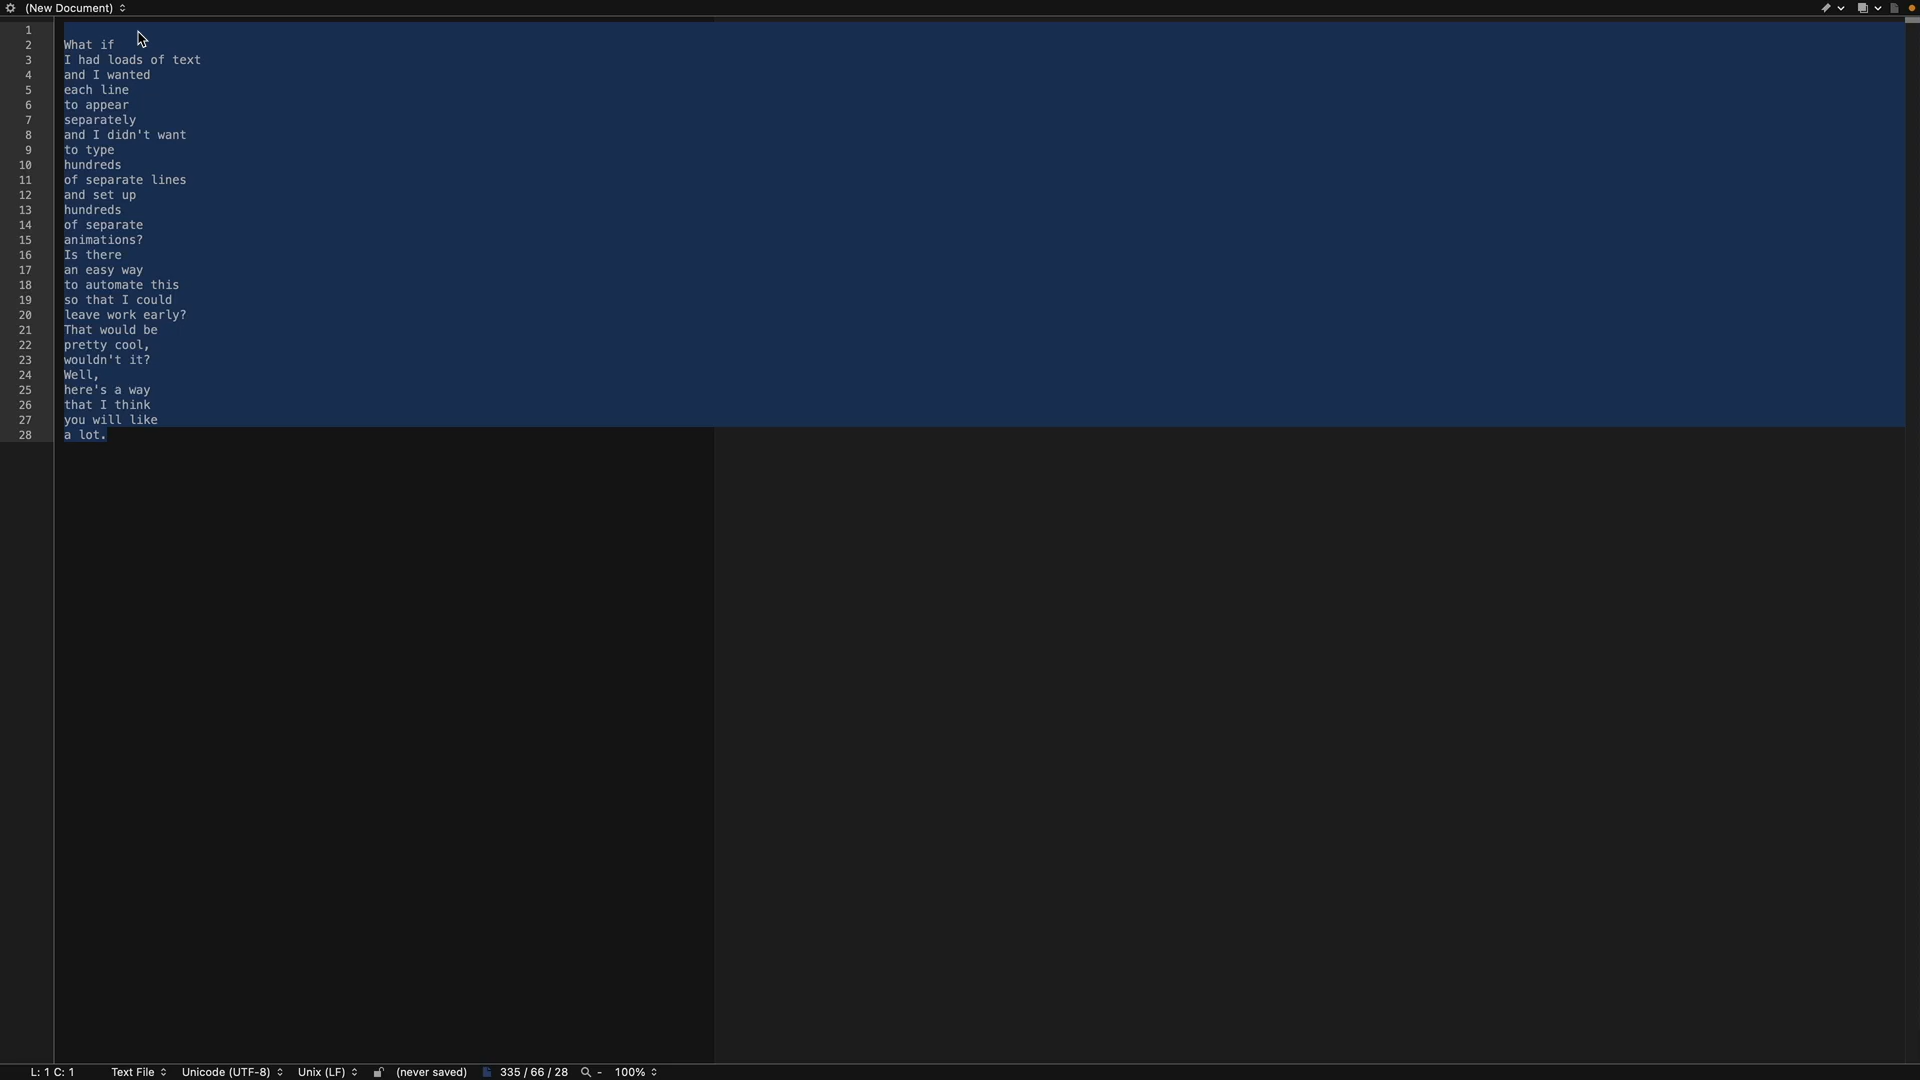 (New Document)
1
2 What if
3 I had loads of text
4 and I wanted
5 each line
6 to appear
7 separately
8 and I didn't want
9 to type
10 hundreds
11 of separate lines
12 and set up
13 hundreds
14 of separate
15 animations?
16 Is there
17 an easy way
18 to automate this
19 so that I could
20 leave work early?
21 That would be
22 pretty cool,
23 wouldn't it?
24 Well,
25 here's a way
26 that I think
27 you will like
28 a lot.
L: 1 C: 1 Text File Unicode (UTF-8) Unix (LF) (never saved) 335 / 66 / 28 - 100%